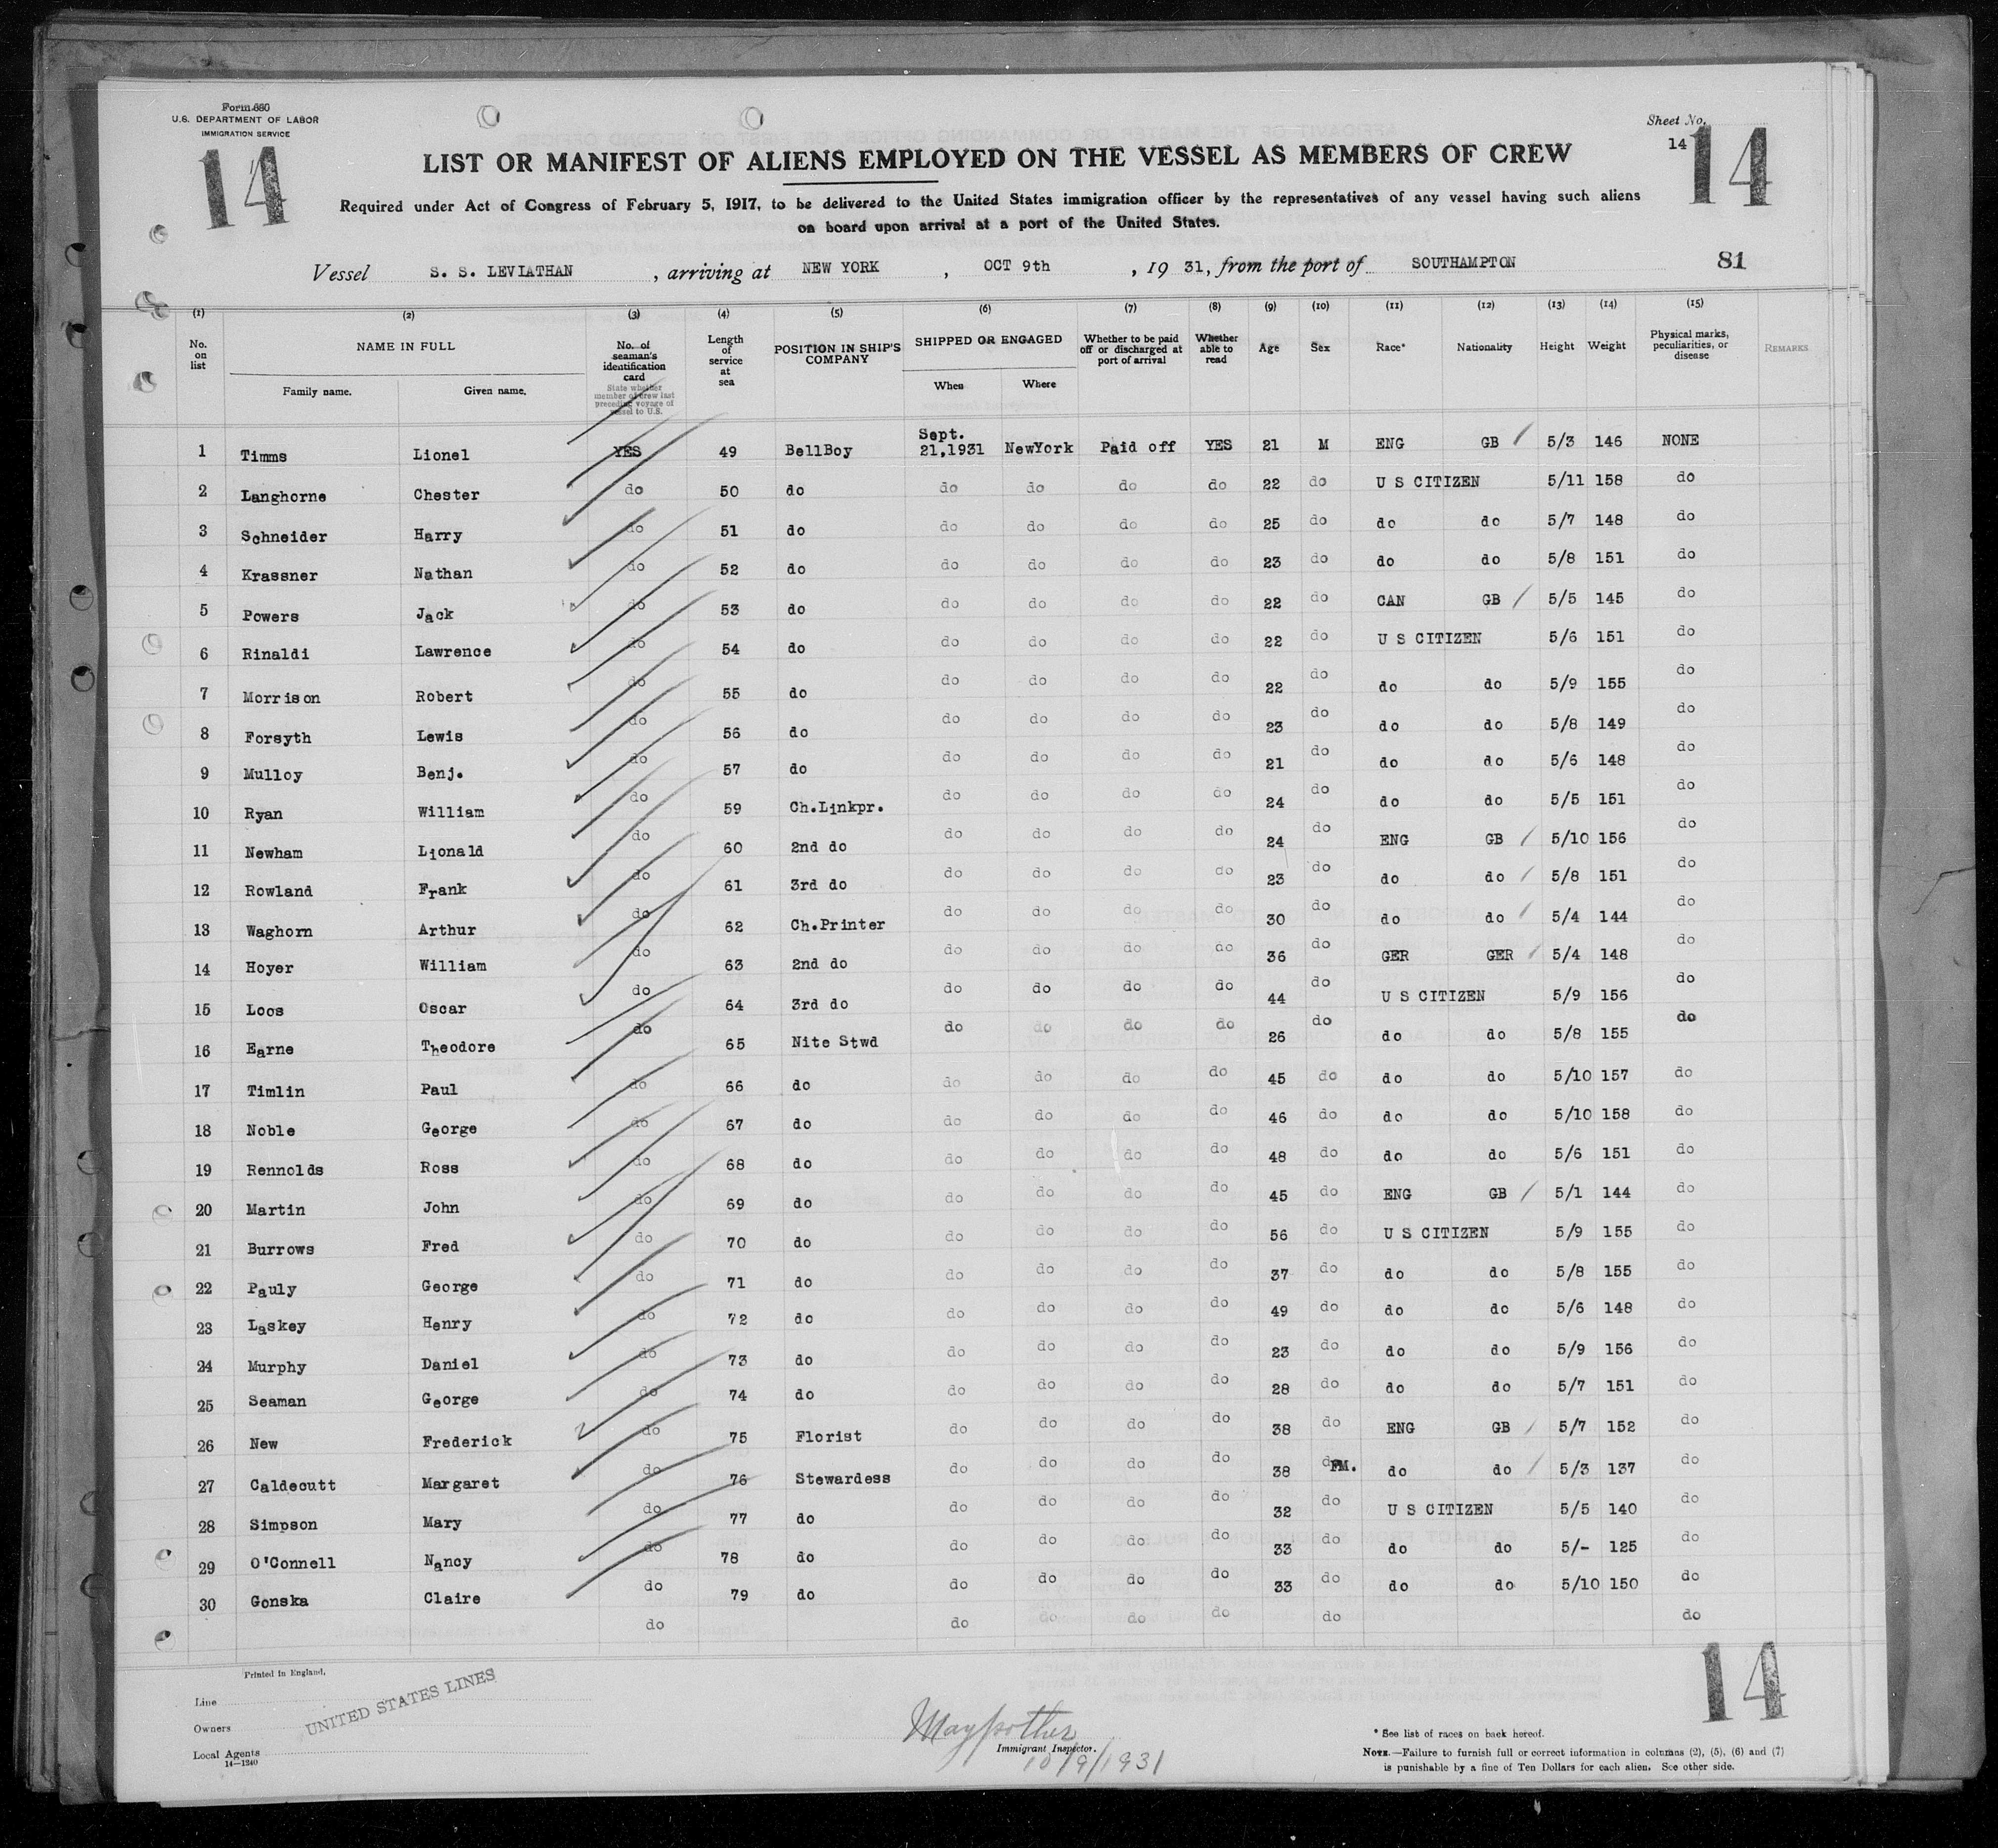 Form 680
U.S. DEPARTMENT OF LABOR
IMMIGRATION SERVICE
14
Sheet No.
14
14
LIST OR MANIFEST OF ALIENS EMPLOYED ON THE VESSEL AS MEMBERS OF CREW
Required under Act of Congress of February 5, 1917, to be delivered to the United States immigration officer by the representatives of any vessel having such aliens
on board upon arrival at a port of the United States.
Vessel S. S. LEVIATHAN, arriving at NEW YORK, OCT 9th, 19 31, from the port of SOUTHAMPTON 81
(1) (2) (3) (4) (5) (6) (7) (8) (9) (10) (11) (12) (13) (14) (15)
No. on list NAME IN FULL Family name. Given name. No. of seaman's identification card State whether member of crew last preceding voyage of vessel to U.S. Length of service at sea POSITION IN SHIP'S COMPANY SHIPPED OR ENGAGED When Where Whether to be paid off or discharged at port of arrival Whether able to read Age Sex Race* Nationality Height Weight Physical marks, peculiarities, or disease REMARKS
1 Timms Lionel YES 49 BellBoy Sept. 21,1931 NewYork Paid off YES 21 M ENG GB 5/3 146 NONE
2 Langhorne Chester do 50 do do do do do 22 do U S CITIZEN 5/11 158 do
3 Schneider Harry do 51 do do do do do 25 do do do 5/7 148 do
4 Krassner Nathan do 52 do do do do do 23 do do do 5/8 151 do
5 Powers Jack do 53 do do do do do 22 do CAN GB 5/5 145 do
6 Rinaldi Lawrence do 54 do do do do do 22 do U S CITIZEN 5/6 151 do
7 Morrison Robert do 55 do do do do do 22 do do do 5/9 155 do
8 Forsyth Lewis do 56 do do do do do 23 do do do 5/8 149 do
9 Mulloy Benj. do 57 do do do do do 21 do do do 5/6 148 do
10 Ryan William do 59 Ch.Linkpr. do do do do 24 do do do 5/5 151 do
11 Newham Lionald do 60 2nd do do do do do 24 do ENG GB 5/10 156 do
12 Rowland Frank do 61 3rd do do do do do 23 do do do 5/8 151 do
13 Waghorn Arthur do 62 Ch.Printer do do do do 30 do do do 5/4 144 do
14 Hoyer William do 63 2nd do do do do do 36 do GER GER 5/4 148 do
15 Loos Oscar do 64 3rd do do do do do 44 do U S CITIZEN 5/9 156 do
16 Earne Theodore do 65 Nite Stwd do do do do 26 do do do 5/8 155 do
17 Timlin Paul do 66 do do do do do 45 do do do 5/10 157 do
18 Noble George do 67 do do do do do 46 do do do 5/10 158 do
19 Rennolds Ross do 68 do do do do do 48 do do do 5/6 151 do
20 Martin John do 69 do do do do do 45 do ENG GB 5/1 144 do
21 Burrows Fred do 70 do do do do do 56 do U S CITIZEN 5/9 155 do
22 Pauly George do 71 do do do do do 37 do do do 5/8 155 do
23 Laskey Henry do 72 do do do do do 49 do do do 5/6 148 do
24 Murphy Daniel do 73 do do do do do 23 do do do 5/9 156 do
25 Seaman George do 74 do do do do do 28 do do do 5/7 151 do
26 New Frederick do 75 Florist do do do do 38 do ENG GB 5/7 152 do
27 Caldecutt Margaret do 76 Stewardess do do do do 38 FM. do do 5/3 137 do
28 Simpson Mary do 77 do do do do do 32 do U S CITIZEN 5/5 140 do
29 O'Connell Nancy do 78 do do do do do 33 do do do 5/- 125 do
30 Gonska Claire do 79 do do do do do 33 do do do 5/10 150 do
do do do do do do do
Printed in England.
Line
Owners UNITED STATES LINES
Local Agents
14—1240
Immigrant Inspector.
10/9/1931
14
* See list of races on back hereof.
NOTE.—Failure to furnish full or correct information in columns (2), (5), (6) and (7)
is punishable by a fine of Ten Dollars for each alien. See other side.